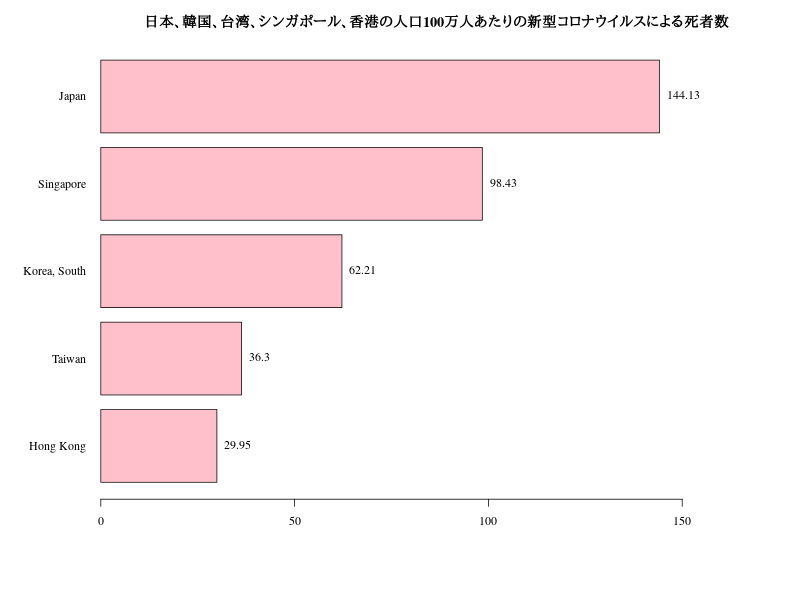 日本、韓国、台湾、シンガポール、香港の人口100万人あたりの新型コロナウイルスによる死者数
Japan 144.13
Singapore 98.43
Korea, South 62.21
Taiwan 36.3
Hong Kong 29.95
0 50 100 150